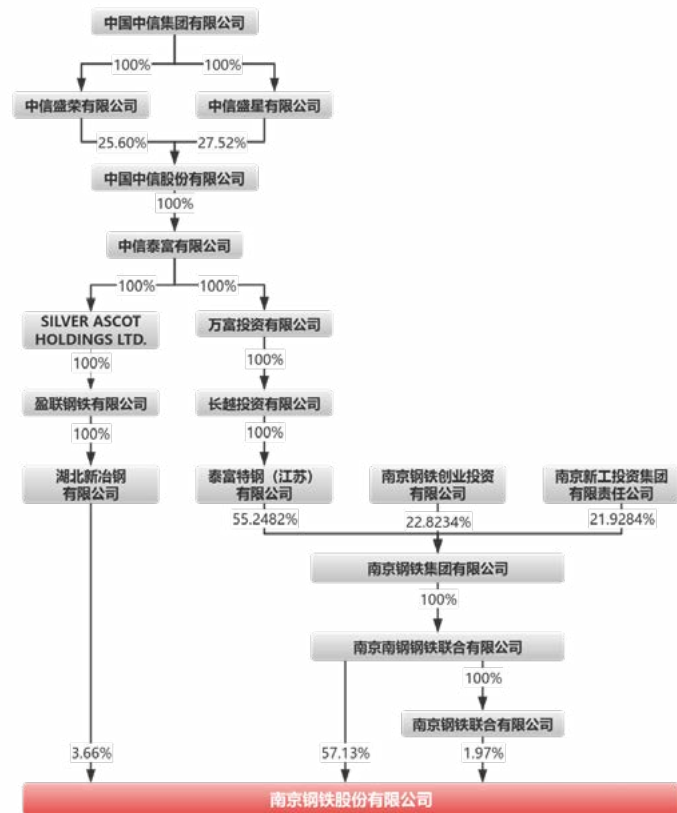 中国中信集团有限公司
100%
100%
中信盛荣有限公司
中信盛星有限公司
25.60%
27.52%
中国中信股份有限公司
100%
中信泰富有限公司
100%
100%
SILVER ASCOT
HOLDINGS LTD.
万富投资有限公司
100%
100%
盈联钢铁有限公司
长越投资有限公司
100%
100%
湖北新冶钢
有限公司
泰富特钢（江苏）
有限公司
南京钢铁创业投资
有限公司
南京新工投资集团
有限责任公司
55.2482%
22.8234%
21.9284%
南京钢铁集团有限公司
100%
南京南钢钢铁联合有限公司
100%
南京钢铁联合有限公司
3.66%
57.13%
1.97%
南京钢铁股份有限公司